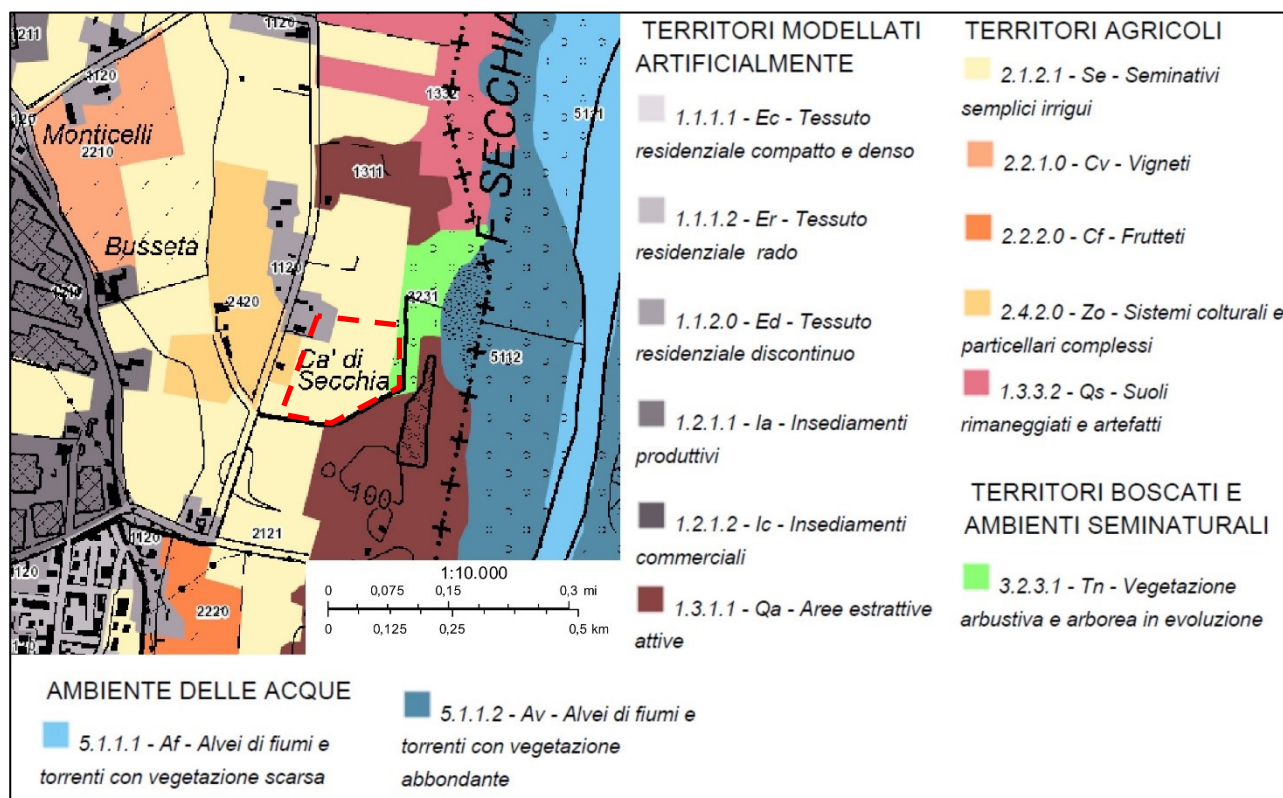 1211
1120
1120
120
Monticelli
2210
1332
5111
F. SECCHIA
1311
Busseta
1120
2420
3231
Ca' di
Secchia
5112
100
2121
1120
1120
2220
1:10.000
0 0,075 0,15 0,3 mi
0 0,125 0,25 0,5 km
TERRITORI MODELLATI
ARTIFICIALMENTE
1.1.1.1 - Ec - Tessuto
residenziale compatto e denso
1.1.1.2 - Er - Tessuto
residenziale rado
1.1.2.0 - Ed - Tessuto
residenziale discontinuo
1.2.1.1 - Ia - Insediamenti
produttivi
1.2.1.2 - Ic - Insediamenti
commerciali
1.3.1.1 - Qa - Aree estrattive
attive
TERRITORI AGRICOLI
2.1.2.1 - Se - Seminativi
semplici irrigui
2.2.1.0 - Cv - Vigneti
2.2.2.0 - Cf - Frutteti
2.4.2.0 - Zo - Sistemi colturali e
particellari complessi
1.3.3.2 - Qs - Suoli
rimaneggiati e artefatti
TERRITORI BOSCATI E
AMBIENTI SEMINATURALI
3.2.3.1 - Tn - Vegetazione
arbustiva e arborea in evoluzione
AMBIENTE DELLE ACQUE
5.1.1.1 - Af - Alvei di fiumi e
torrenti con vegetazione scarsa
5.1.1.2 - Av - Alvei di fiumi e
torrenti con vegetazione
abbondante